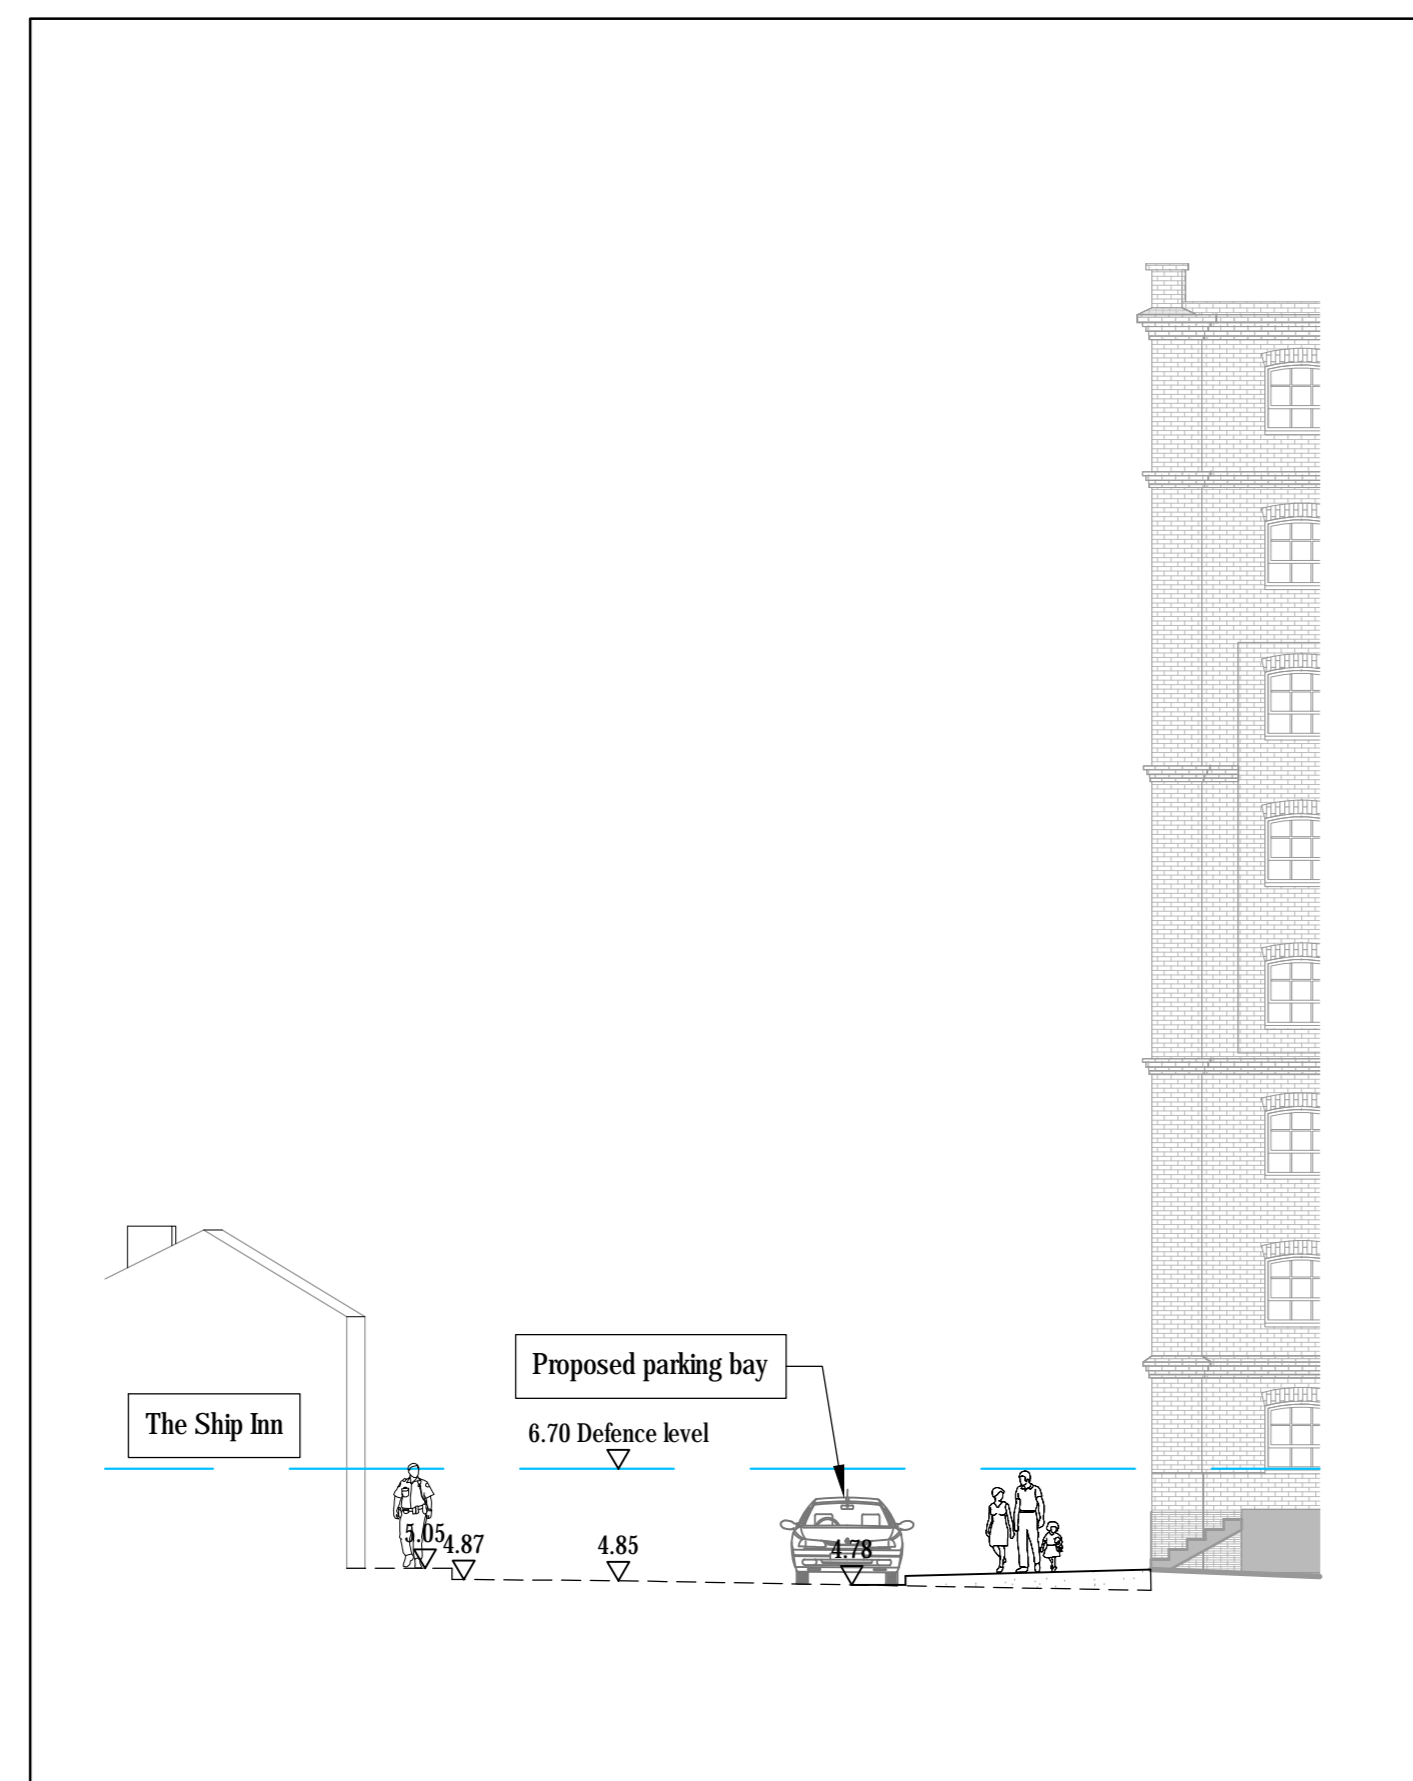 Proposed parking bay
The Ship Inn
6.70 Defence level
5.05
4.87
4.85
4.78